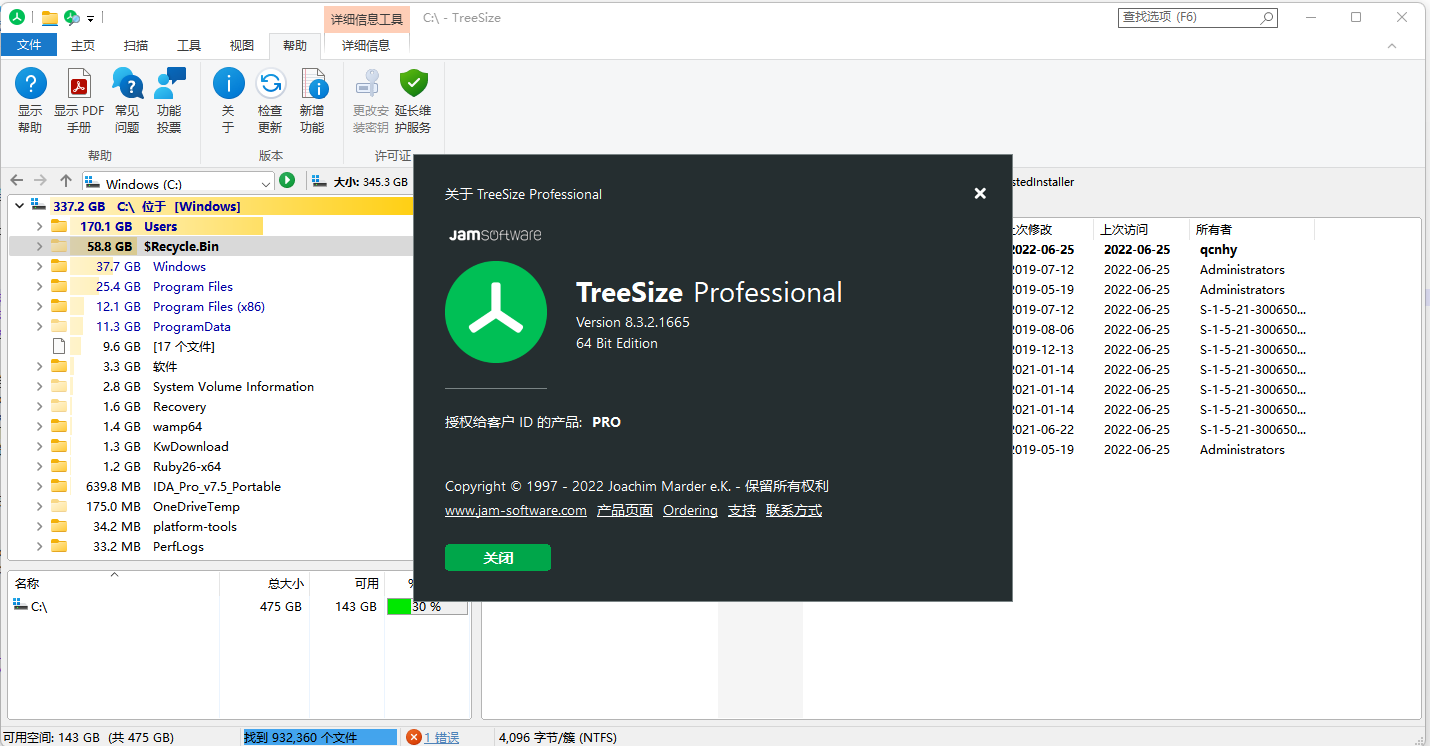 详细信息工具
C:\ - TreeSize
查找选项 (F6)
文件 主页 扫描 工具 视图 帮助 详细信息
显示帮助 显示 PDF 手册 常见问题 功能投票 关于 检查更新 新增功能 更改安装密钥 延长维护服务
帮助 版本 许可证
Windows (C:) 大小: 345.3 GB
stedInstaller
337.2 GB C:\ 位于 [Windows]
170.1 GB Users
58.8 GB $Recycle.Bin
37.7 GB Windows
25.4 GB Program Files
12.1 GB Program Files (x86)
11.3 GB ProgramData
9.6 GB [17 个文件]
3.3 GB 软件
2.8 GB System Volume Information
1.6 GB Recovery
1.4 GB wamp64
1.3 GB KwDownload
1.2 GB Ruby26-x64
639.8 MB IDA_Pro_v7.5_Portable
175.0 MB OneDriveTemp
34.2 MB platform-tools
33.2 MB PerfLogs
上次修改 上次访问 所有者
2022-06-25 2022-06-25 qcnhy
2019-07-12 2022-06-25 Administrators
2019-05-19 2022-06-25 Administrators
2019-07-12 2022-06-25 S-1-5-21-300650...
2019-08-06 2022-06-25 S-1-5-21-300650...
2019-12-13 2022-06-25 S-1-5-21-300650...
2021-01-14 2022-06-25 S-1-5-21-300650...
2021-01-14 2022-06-25 S-1-5-21-300650...
2021-01-14 2022-06-25 S-1-5-21-300650...
2021-06-22 2022-06-25 S-1-5-21-300650...
2019-05-19 2022-06-25 Administrators
关于 TreeSize Professional
JAMSOFTWARE
TreeSize Professional
Version 8.3.2.1665
64 Bit Edition
授权给客户 ID 的产品: PRO
Copyright © 1997 - 2022 Joachim Marder e.K. - 保留所有权利
www.jam-software.com 产品页面 Ordering 支持 联系方式
关闭
名称 总大小 可用 %
C:\ 475 GB 143 GB 30 %
可用空间: 143 GB (共 475 GB) 找到 932,360 个文件 1 错误 4,096 字节/簇 (NTFS)